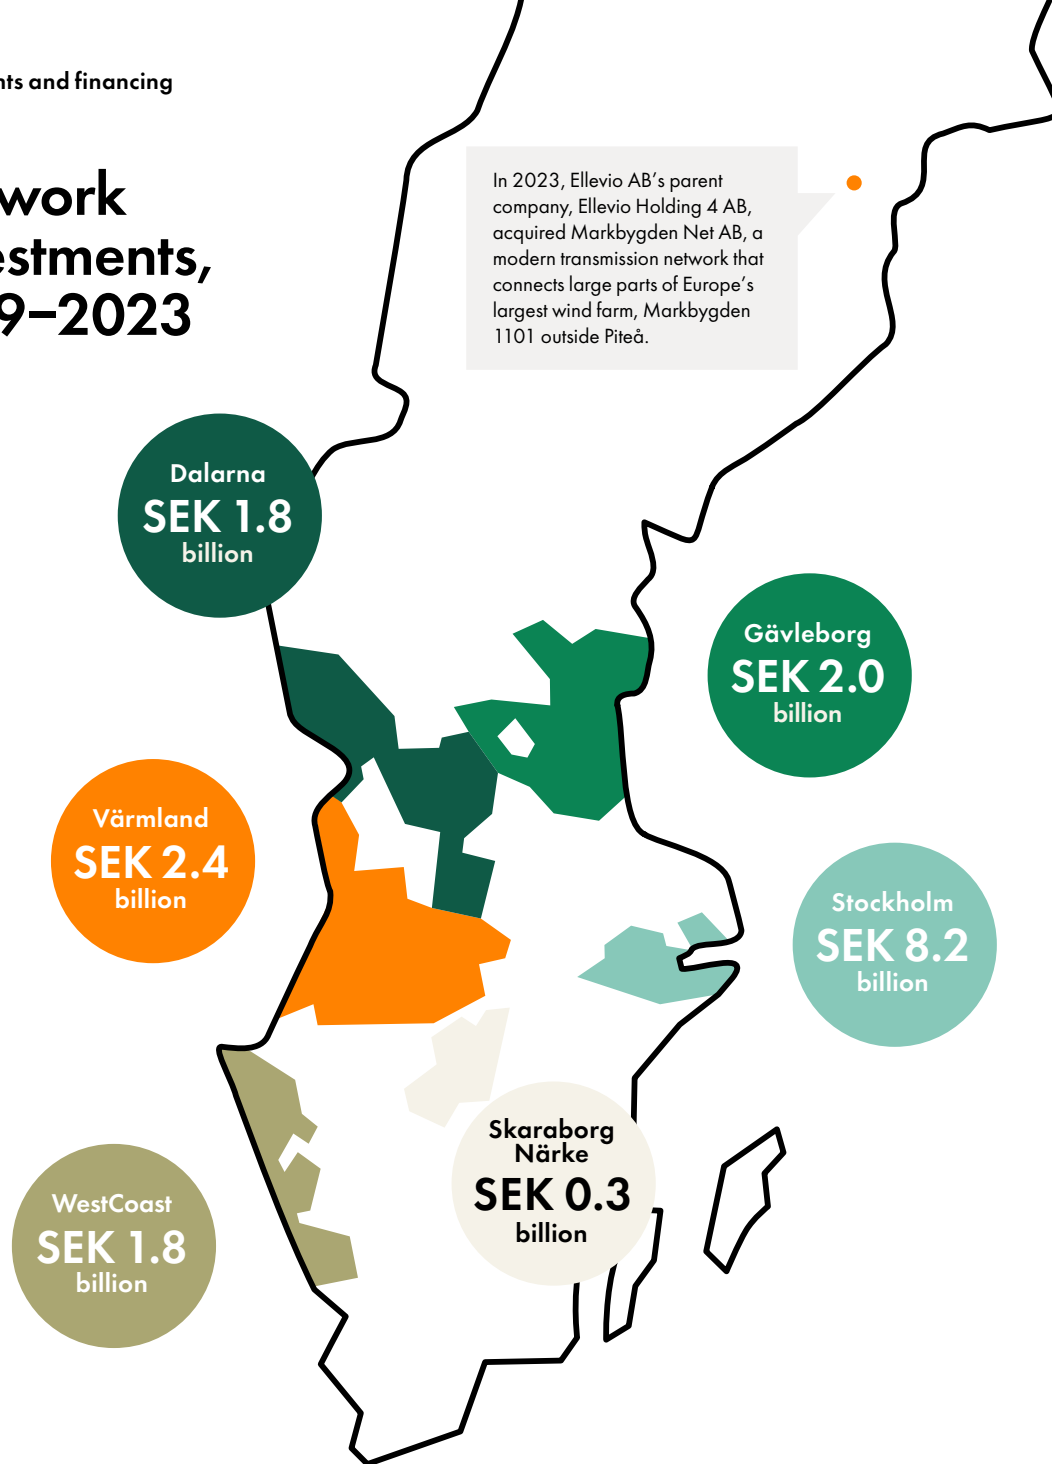 nts and financing
work
estments,
9–2023
In 2023, Ellevio AB’s parent
company, Ellevio Holding 4 AB,
acquired Markbygden Net AB, a
modern transmission network that
connects large parts of Europe’s
largest wind farm, Markbygden
1101 outside Piteå.
Dalarna
SEK 1.8
billion
Gävleborg
SEK 2.0
billion
Värmland
SEK 2.4
billion
Stockholm
SEK 8.2
billion
Skaraborg
Närke
SEK 0.3
billion
WestCoast
SEK 1.8
billion